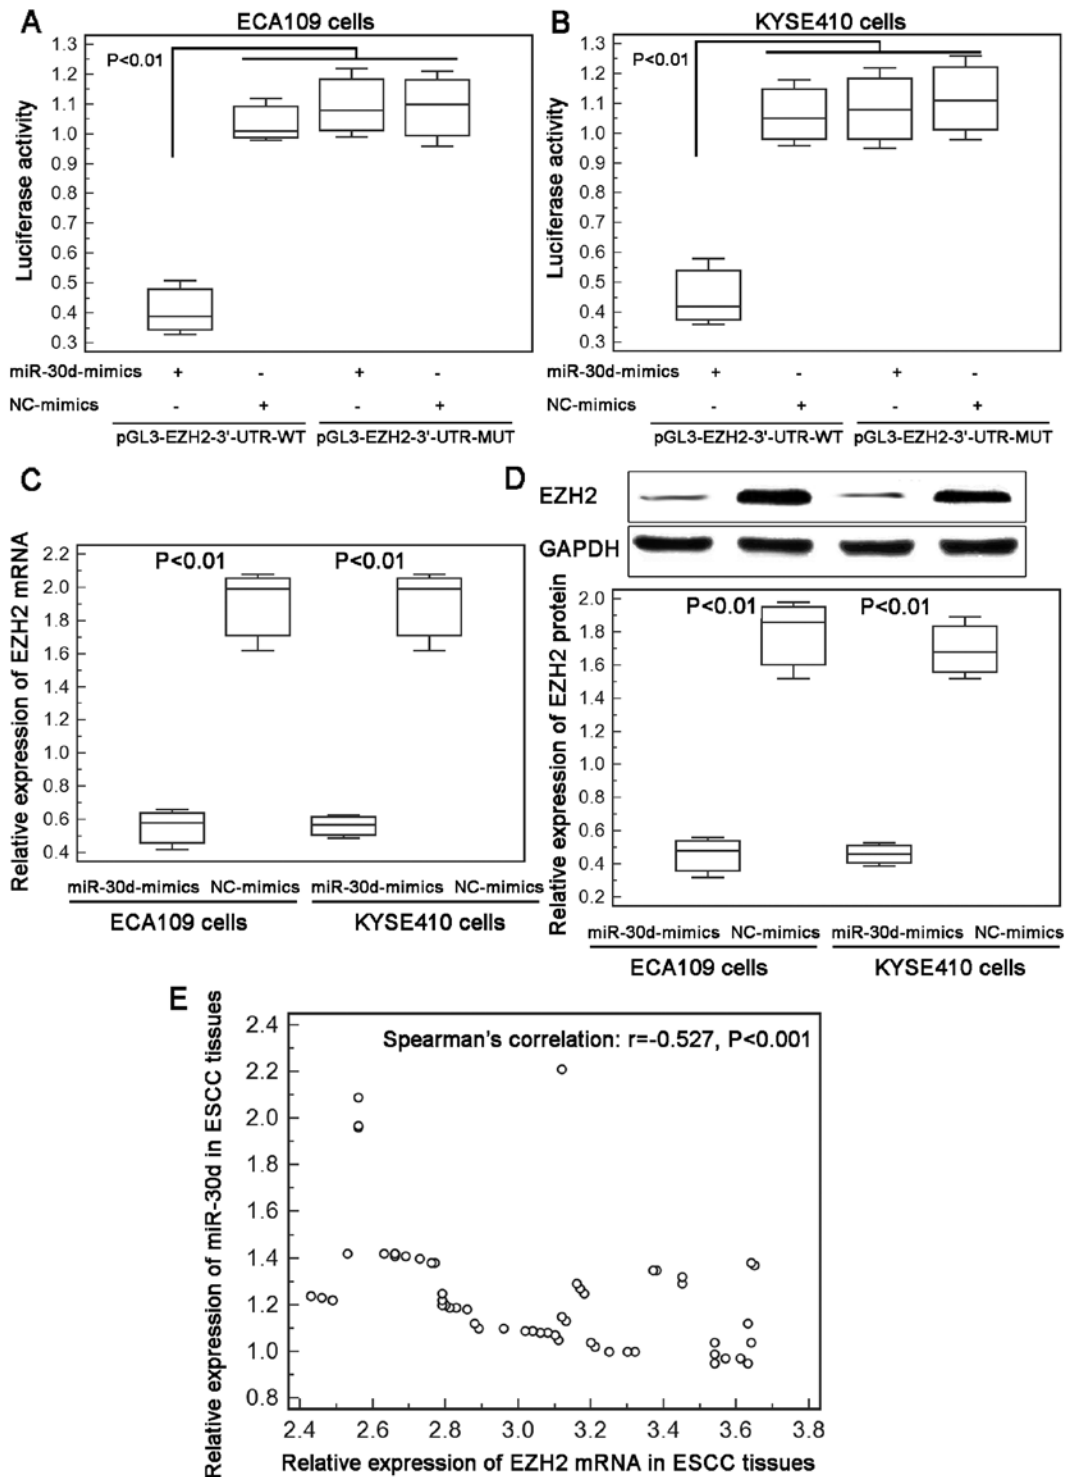 A
ECA109 cells
P<0.01
Luciferase activity
1.3
1.2
1.1
1.0
0.9
0.8
0.7
0.6
0.5
0.4
0.3
miR-30d-mimics + - + -
NC-mimics - + - +
pGL3-EZH2-3'-UTR-WT pGL3-EZH2-3'-UTR-MUT
B
KYSE410 cells
P<0.01
Luciferase activity
1.3
1.2
1.1
1.0
0.9
0.8
0.7
0.6
0.5
0.4
0.3
miR-30d-mimics + - + -
NC-mimics - + - +
pGL3-EZH2-3'-UTR-WT pGL3-EZH2-3'-UTR-MUT
C
Relative expression of EZH2 mRNA
2.2
2.0
1.8
1.6
1.4
1.2
1.0
0.8
0.6
0.4
P<0.01 P<0.01
miR-30d-mimics NC-mimics miR-30d-mimics NC-mimics
ECA109 cells KYSE410 cells
D
EZH2
GAPDH
Relative expression of EZH2 protein
2.0
1.8
1.6
1.4
1.2
1.0
0.8
0.6
0.4
0.2
P<0.01 P<0.01
miR-30d-mimics NC-mimics miR-30d-mimics NC-mimics
ECA109 cells KYSE410 cells
E
Relative expression of miR-30d in ESCC tissues
2.4
2.2
2.0
1.8
1.6
1.4
1.2
1.0
0.8
Spearman's correlation: r=-0.527, P<0.001
2.4 2.6 2.8 3.0 3.2 3.4 3.6 3.8
Relative expression of EZH2 mRNA in ESCC tissues